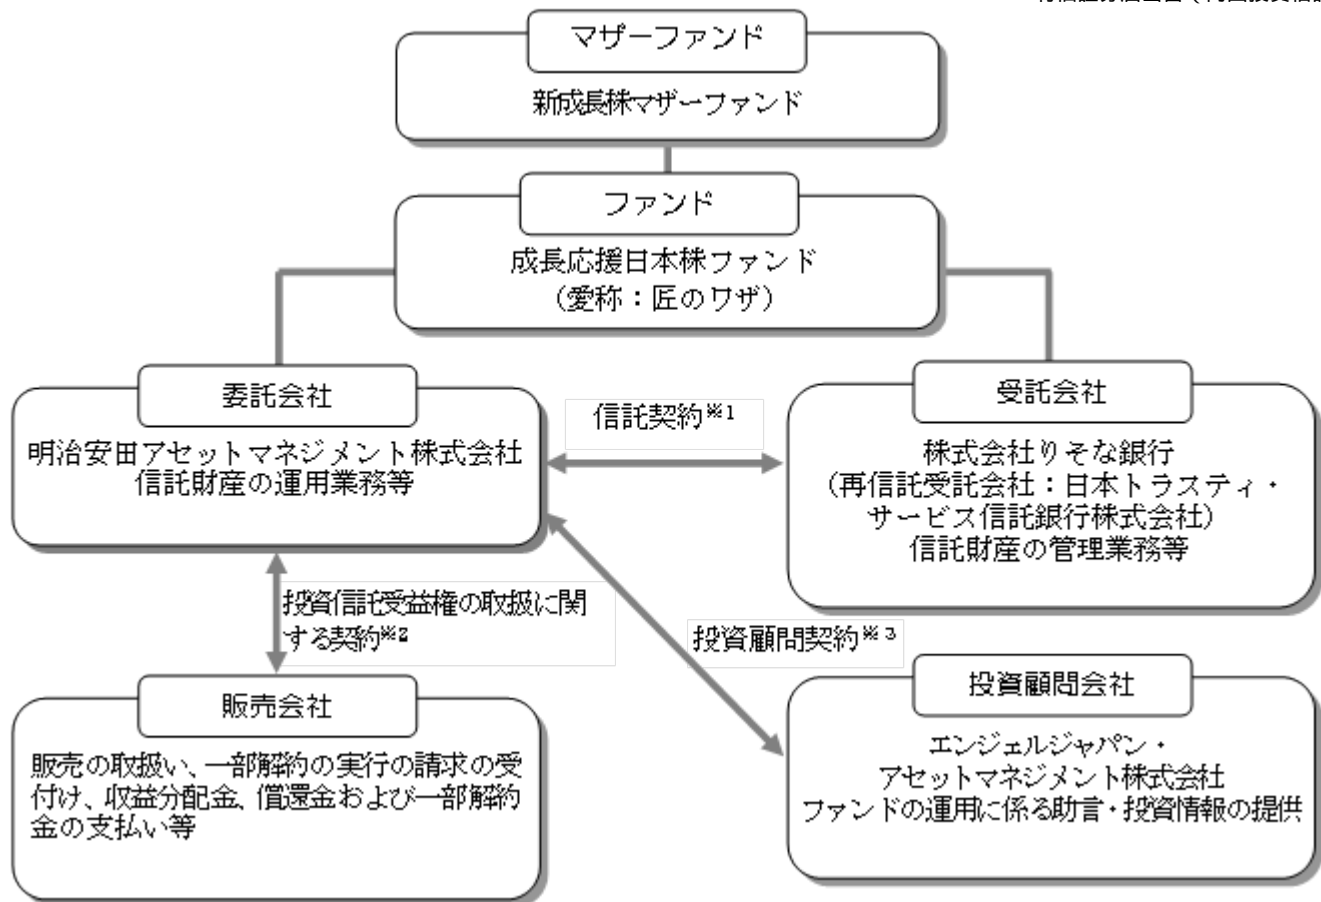 マザーファンド
新成長株マザーファンド
ファンド
成長応援日本株ファンド
（愛称：匠のワザ）
委託会社
明治安田アセットマネジメント株式会社
信託財産の運用業務等
信託契約※1
受託会社
株式会社りそな銀行
（再信託受託会社：日本トラスティ・
サービス信託銀行株式会社）
信託財産の管理業務等
投資信託受益権の取扱に関
する契約※2
投資顧問契約※3
販売会社
販売の取扱い、一部解約の実行の請求の受
付け、収益分配金、償還金および一部解約
金の支払い等
投資顧問会社
エンジェルジャパン・
アセットマネジメント株式会社
ファンドの運用に係る助言・投資情報の提供